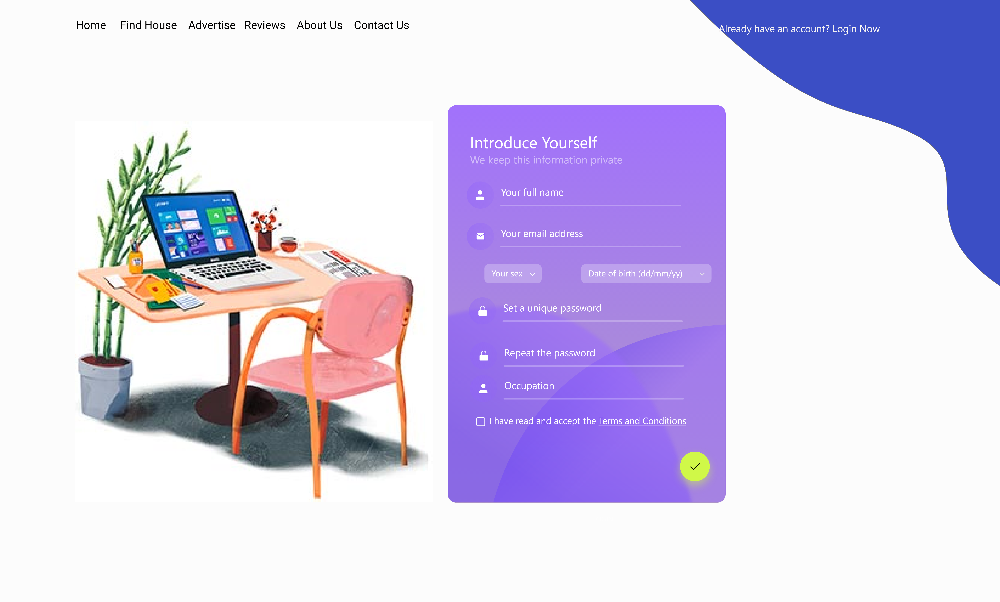 Home
Find House
Advertise
Reviews
About Us
Contact Us
Already have an account? Login Now
Introduce Yourself
We keep this information private
Your full name
Your email address
Your sex
Date of birth (dd/mm/yy)
Set a unique password
Repeat the password
Occupation
I have read and accept the Terms and Conditions